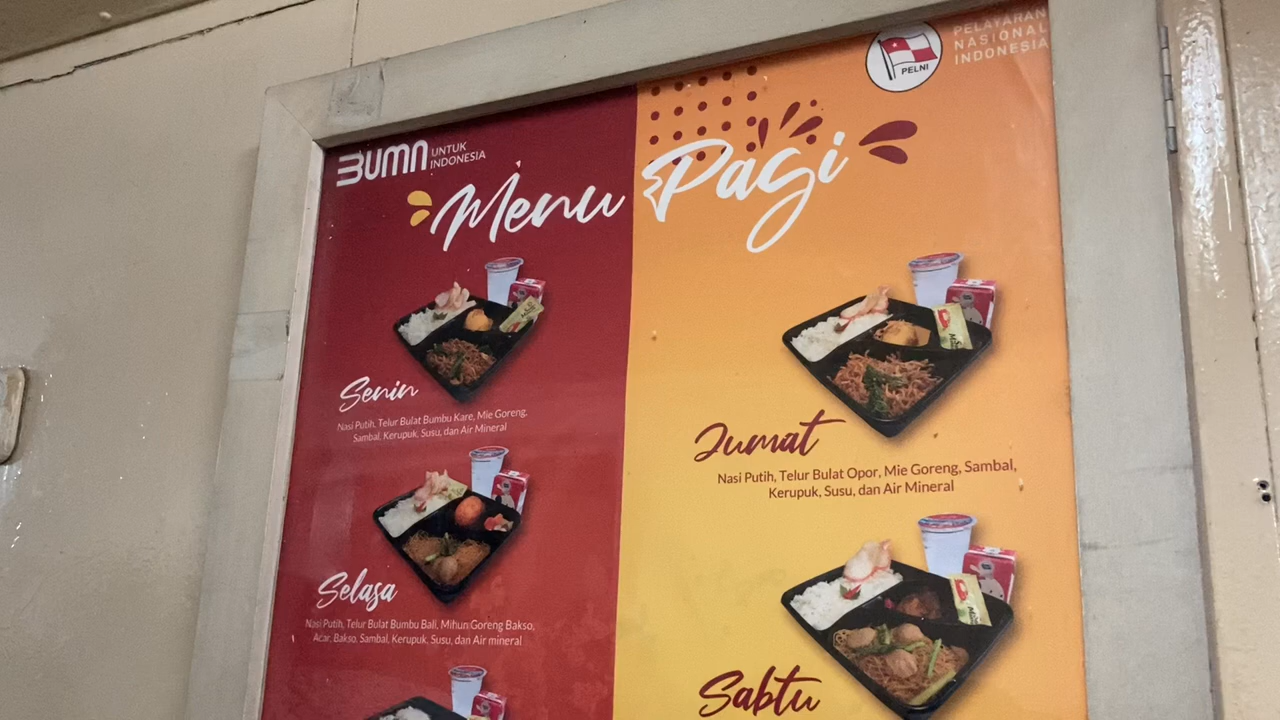 BUMN UNTUK
INDONESIA
PELNI
PELAYARAN
NASIONAL
INDONESIA
Menu Pagi
Senin
Nasi Putih, Telur Bulat Bumbu Kare, Mie Goreng,
Sambal, Kerupuk, Susu, dan Air Mineral
Selasa
Nasi Putih, Telur Bulat Bumbu Bali, Mihun Goreng Bakso,
Acar, Bakso, Sambal, Kerupuk, Susu, dan Air mineral
Jumat
Nasi Putih, Telur Bulat Opor, Mie Goreng, Sambal,
Kerupuk, Susu, dan Air Mineral
Sabtu